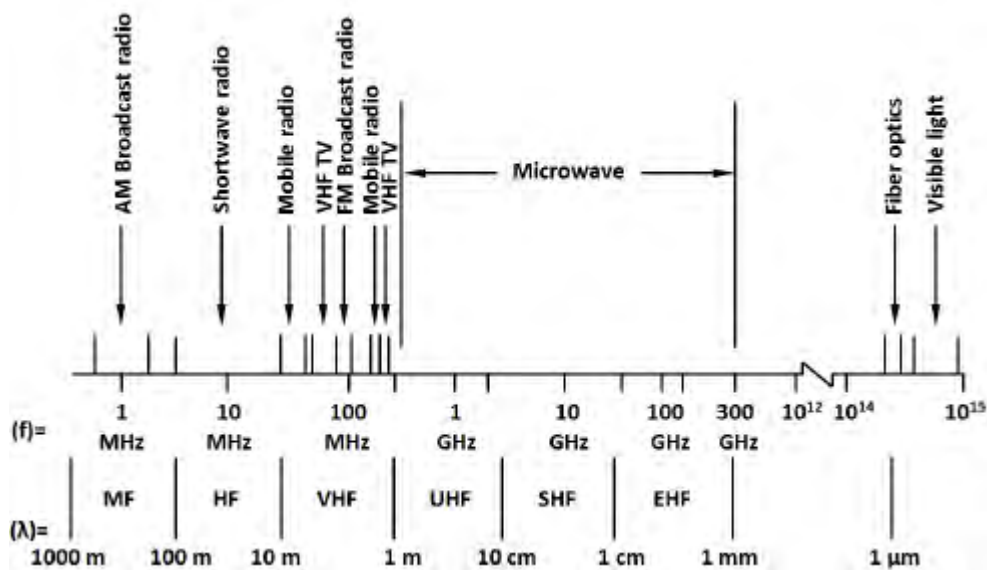 AM Broadcast radio
Shortwave radio
Mobile radio
VHF TV
FM Broadcast radio
Mobile radio
VHF TV
Microwave
Fiber optics
Visible light
(f)= 1 10 100 1 10 100 300 10¹² 10¹⁴ 10¹⁵
MHz MHz MHz GHz GHz GHz GHz
MF HF VHF UHF SHF EHF
(λ)=
1000 m 100 m 10 m 1 m 10 cm 1 cm 1 mm 1 μm